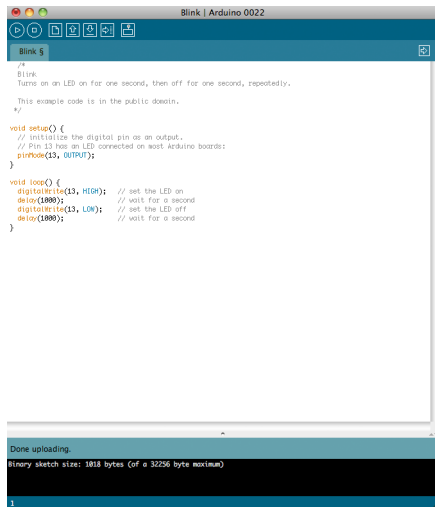 Blink | Arduino 0022
Blink §
/*
  Blink
  Turns on an LED on for one second, then off for one second, repeatedly.

  This example code is in the public domain.
 */

void setup() {
  // initialize the digital pin as an output.
  // Pin 13 has an LED connected on most Arduino boards:
  pinMode(13, OUTPUT);
}

void loop() {
  digitalWrite(13, HIGH);   // set the LED on
  delay(1000);              // wait for a second
  digitalWrite(13, LOW);    // set the LED off
  delay(1000);              // wait for a second
}
Done uploading.
Binary sketch size: 1018 bytes (of a 32256 byte maximum)
1